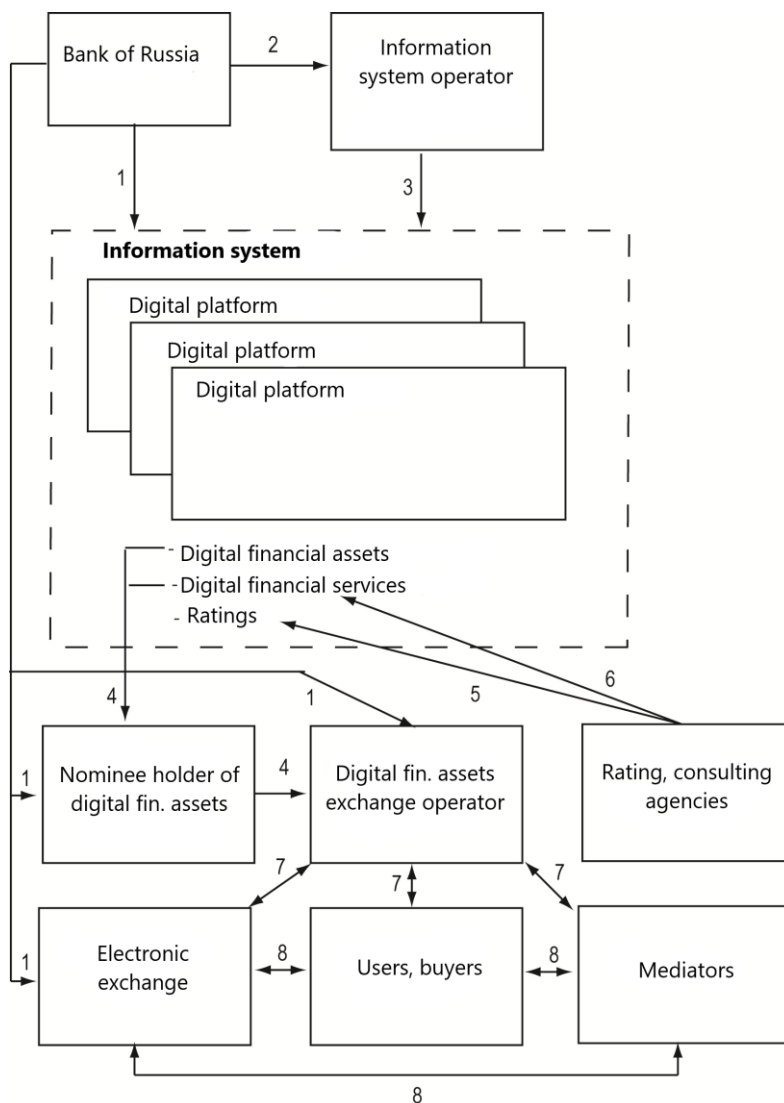 Bank of Russia
2
Information
system operator
1
3
Information system
Digital platform
Digital platform
Digital platform
- Digital financial assets
- Digital financial services
- Ratings
4
1
5
6
1
Nominee holder of
digital fin. assets
4
Digital fin. assets
exchange operator
Rating, consulting
agencies
7
7
7
1
Electronic
exchange
8
Users, buyers
8
Mediators
8